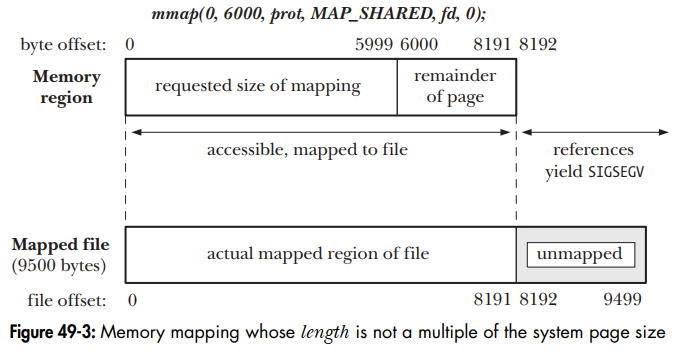 mmap(0, 6000, prot, MAP_SHARED, fd, 0);
byte offset: 0 5999 6000 8191 8192
Memory region
requested size of mapping
remainder of page
accessible, mapped to file
references yield SIGSEGV
Mapped file (9500 bytes)
actual mapped region of file
unmapped
file offset: 0 8191 8192 9499
Figure 49-3: Memory mapping whose length is not a multiple of the system page size